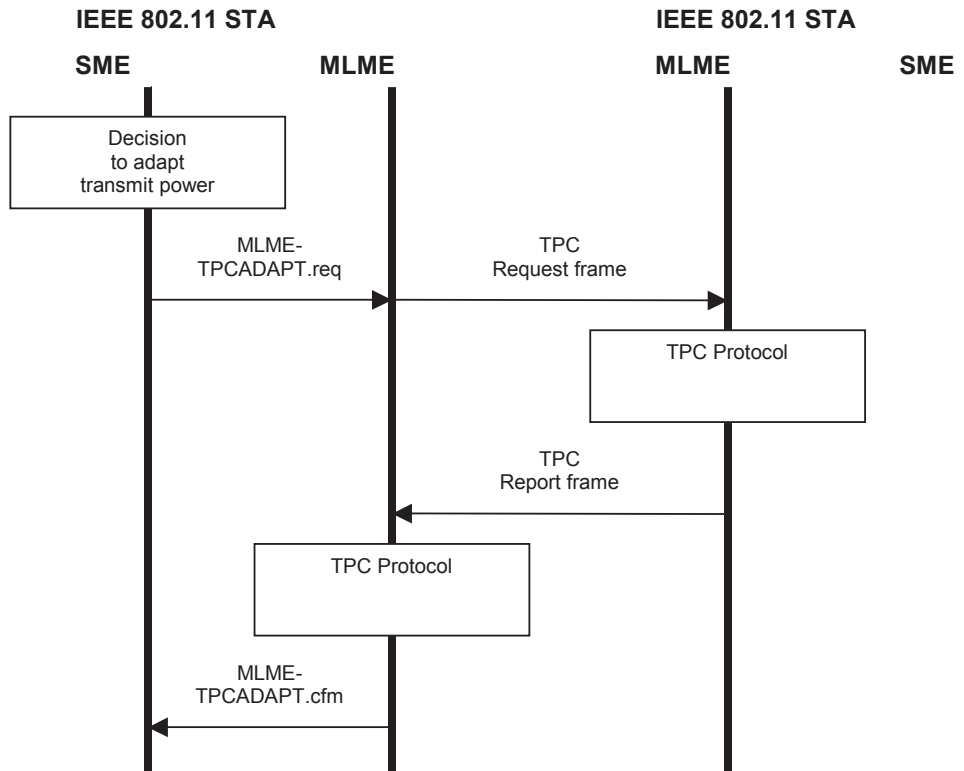 IEEE 802.11 STA
IEEE 802.11 STA
SME
MLME
MLME
SME
Decision
to adapt
transmit power
MLME-
TPCADAPT.req
TPC
Request frame
TPC Protocol
TPC
Report frame
TPC Protocol
MLME-
TPCADAPT.cfm